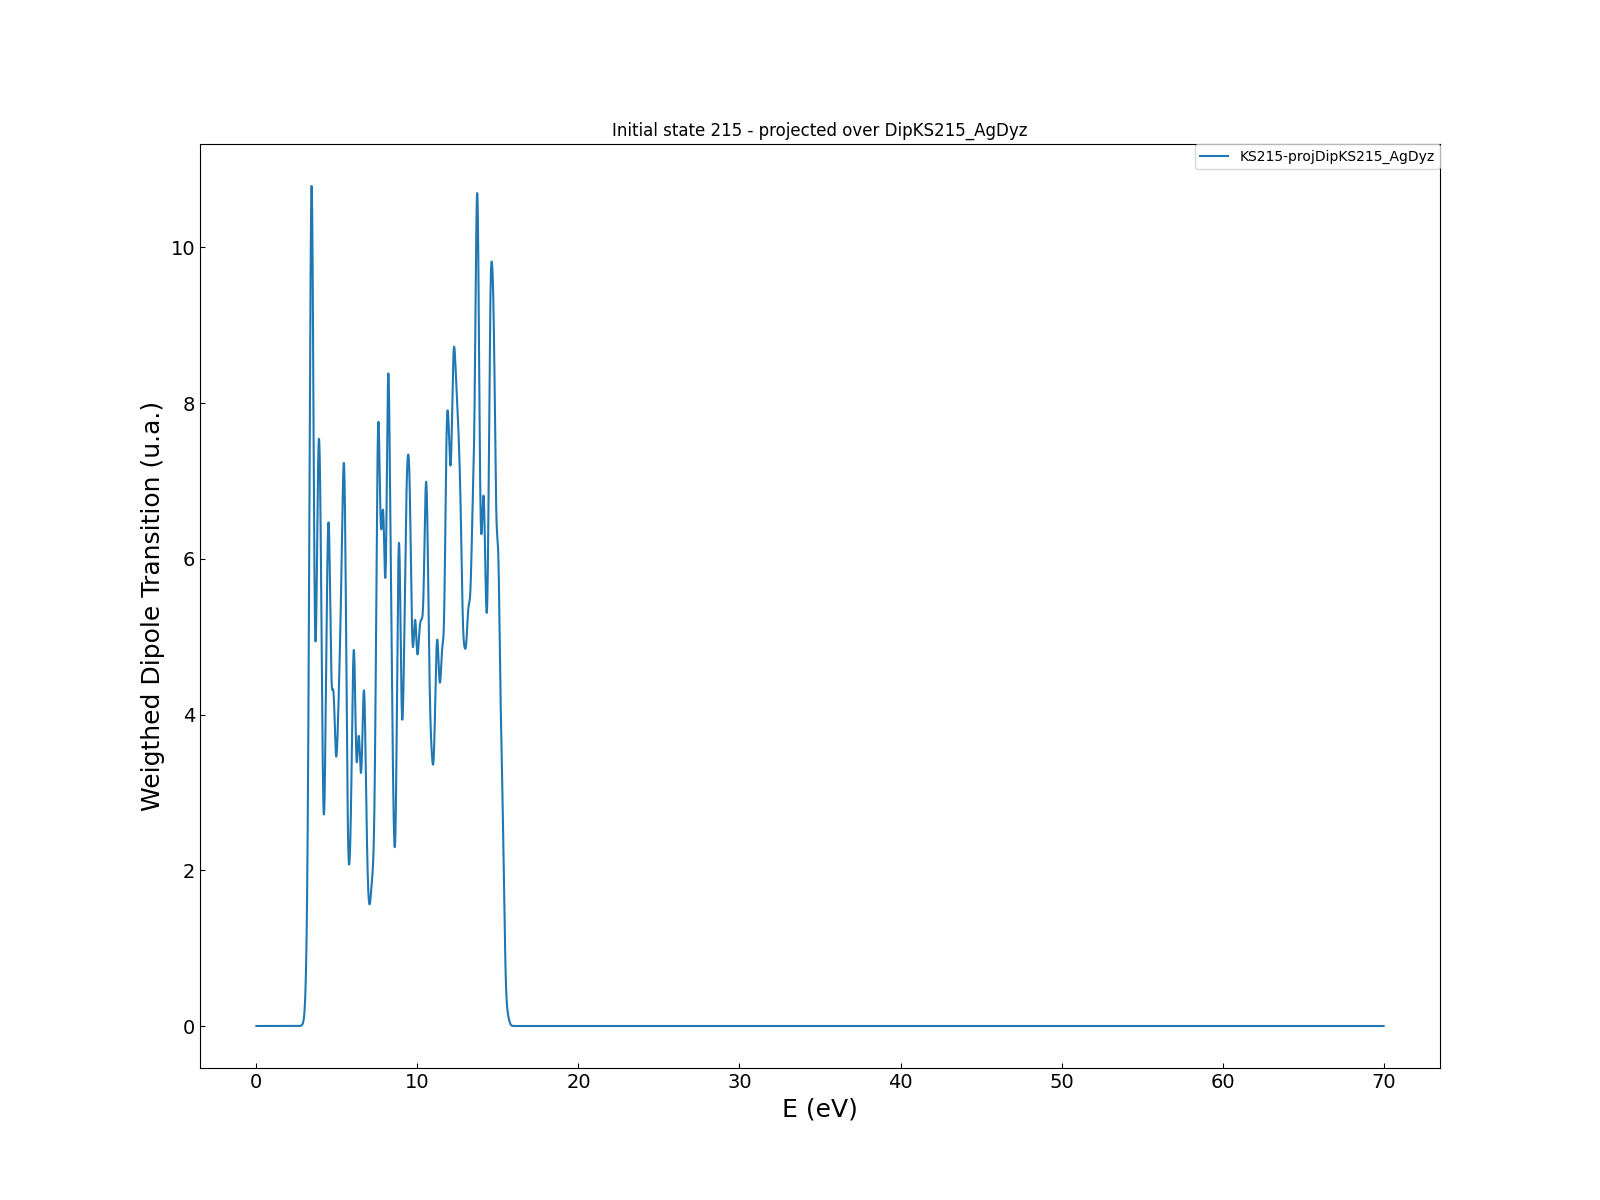 Initial state 215 - projected over DipKS215_AgDyz
KS215-projDipKS215_AgDyz
Weigthed Dipole Transition (u.a.)
10
8
6
4
2
0
0 10 20 30 40 50 60 70
E (eV)